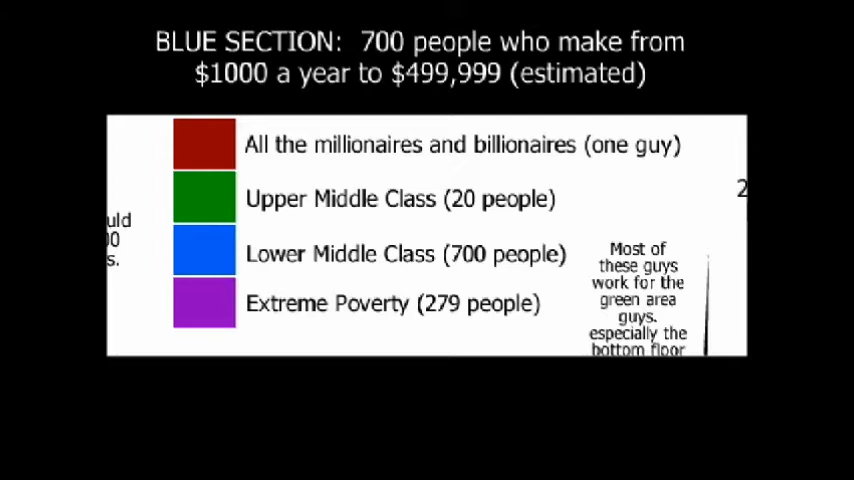 BLUE SECTION: 700 people who make from
$1000 a year to $499,999 (estimated)
All the millionaires and billionaires (one guy)
Upper Middle Class (20 people)
Lower Middle Class (700 people)
Extreme Poverty (279 people)
2
Most of
these guys
work for the
green area
guys.
especially the
bottom floor